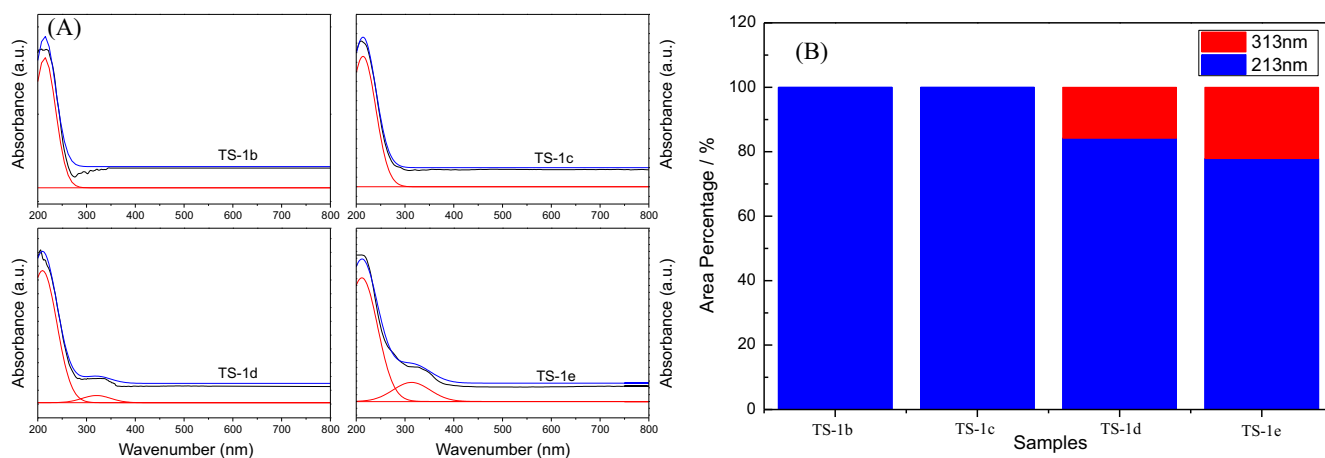 (A)
Absorbance (a.u.)
TS-1b
200 300 400 500 600 700 800
Absorbance (a.u.)
TS-1c
200 300 400 500 600 700 800
Absorbance (a.u.)
TS-1d
200 300 400 500 600 700 800
Wavenumber (nm)
Absorbance (a.u.)
TS-1e
200 300 400 500 600 700 800
Wavenumber (nm)
(B)
313nm
213nm
Area Percentage / %
120
100
80
60
40
20
0
TS-1b TS-1c TS-1d TS-1e
Samples